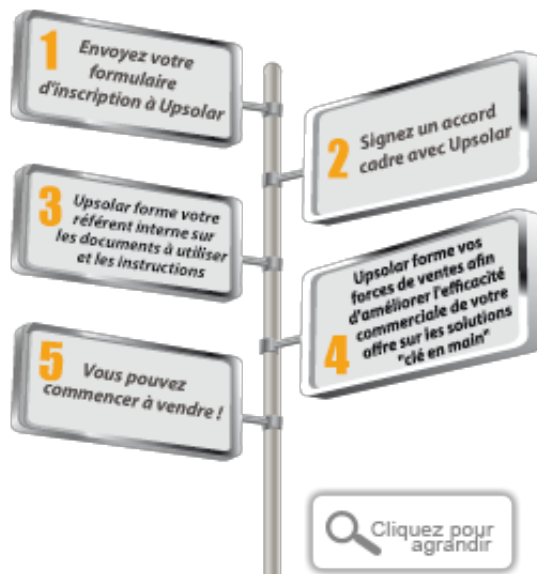 1
Envoyez votre
formulaire
d'inscription à Upsolar
2
Signez un accord
cadre avec Upsolar
3
Upsolar forme votre
référent interne sur
les documents à utiliser
et les instructions
4
Upsolar forme vos
forces de ventes afin
d'améliorer l'efficacité
commerciale de votre
offre sur les solutions
"clé en main"
5
Vous pouvez
commencer à vendre !
Cliquez pour
agrandir